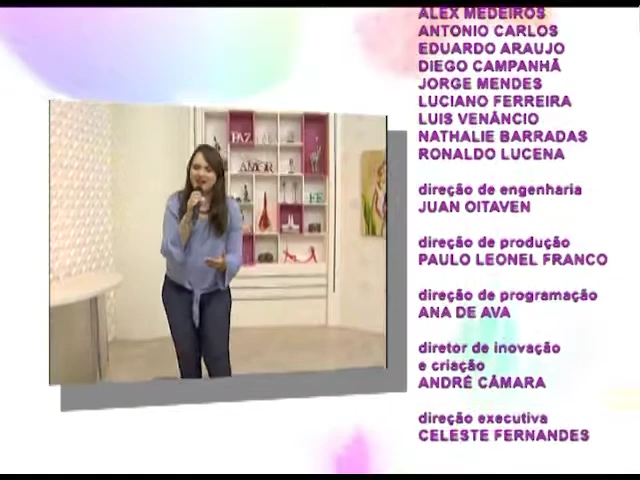 ALEX MEDEIROS
ANTONIO CARLOS
EDUARDO ARAUJO
DIEGO CAMPANHÃ
JORGE MENDES
LUCIANO FERREIRA
LUIS VENÂNCIO
NATHALIE BARRADAS
RONALDO LUCENA
direção de engenharia
JUAN OITAVEN
direção de produção
PAULO LEONEL FRANCO
direção de programação
ANA DE AVA
diretor de inovação
e criação
ANDRÉ CÂMARA
direção executiva
CELESTE FERNANDES
PAZ
AMOR
FÉ